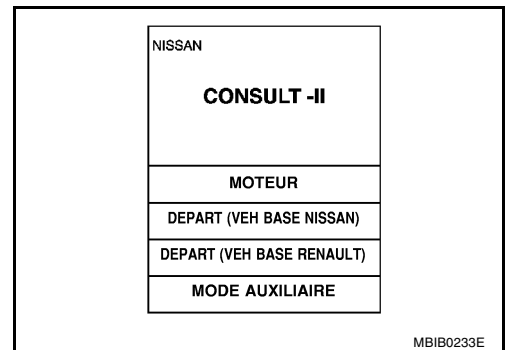 NISSAN
CONSULT -II
MOTEUR
DEPART (VEH BASE NISSAN)
DEPART (VEH BASE RENAULT)
MODE AUXILIAIRE
MBIB0233E